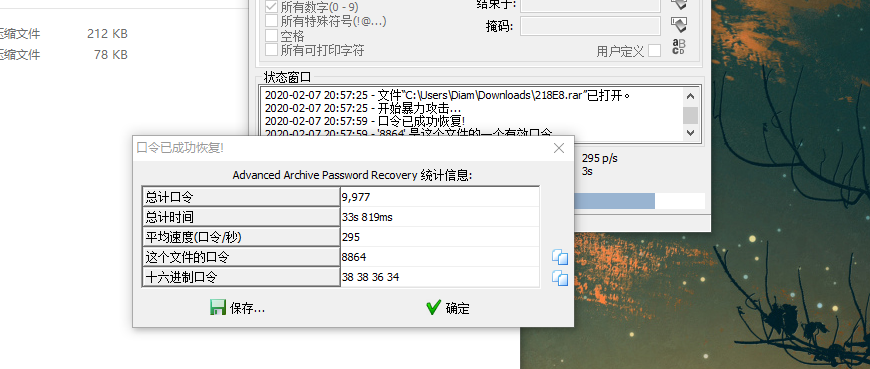 所有数字(0 - 9)
所有特殊符号(!@...)
空格
所有可打印字符
结束于:
掩码:
用户定义
压缩文件 212 KB
压缩文件 78 KB
状态窗口
2020-02-07 20:57:25 - 文件“C:\Users\Diam\Downloads\218E8.rar”已打开。
2020-02-07 20:57:25 - 开始暴力攻击...
2020-02-07 20:57:59 - 口令已成功恢复!
2020-02-07 20:57:59 - '8864' 是这个文件的一个有效口令
295 p/s
3s
口令已成功恢复!
Advanced Archive Password Recovery 统计信息:
总计口令 9,977
总计时间 33s 819ms
平均速度(口令/秒) 295
这个文件的口令 8864
十六进制口令 38 38 36 34
保存... 确定